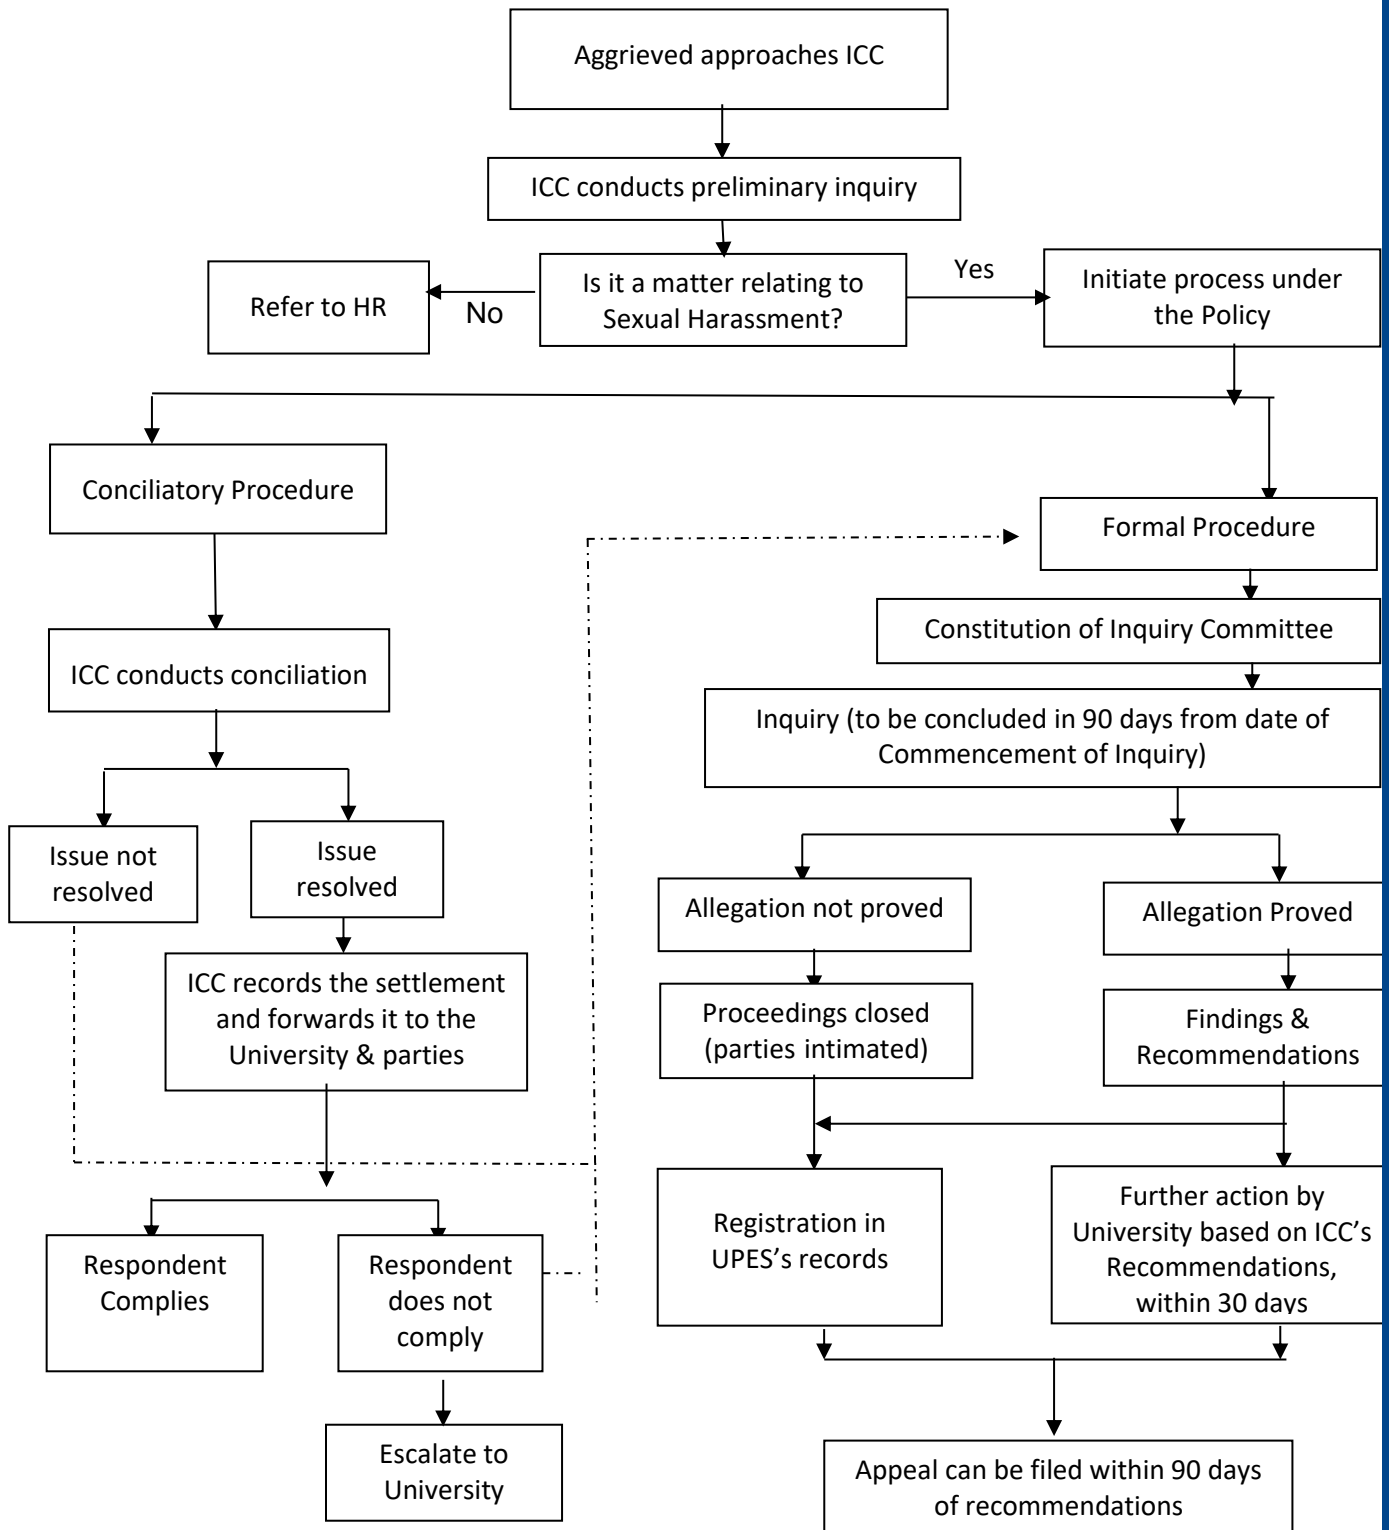 Aggrieved approaches ICC
ICC conducts preliminary inquiry
Is it a matter relating to
Sexual Harassment?
No
Refer to HR
Yes
Initiate process under
the Policy
Conciliatory Procedure
ICC conducts conciliation
Issue not
resolved
Issue
resolved
ICC records the settlement
and forwards it to the
University & parties
Respondent
Complies
Respondent
does not
comply
Escalate to
University
Formal Procedure
Constitution of Inquiry Committee
Inquiry (to be concluded in 90 days from date of
Commencement of Inquiry)
Allegation not proved
Proceedings closed
(parties intimated)
Registration in
UPES’s records
Allegation Proved
Findings &
Recommendations
Further action by
University based on ICC’s
Recommendations,
within 30 days
Appeal can be filed within 90 days
of recommendations